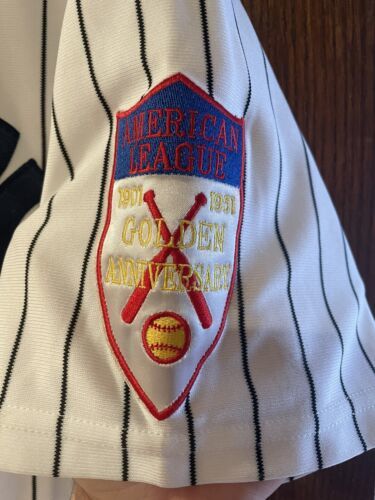 AMERICAN
LEAGUE
1901 1951
GOLDEN
ANNIVERSARY